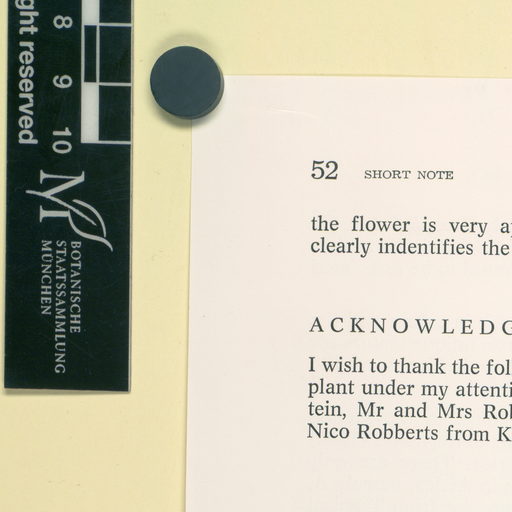 ght reserved
8 9 10
BOTANISCHE
STAATSSAMMLUNG
MÜNCHEN
52 SHORT NOTE
the flower is very a
clearly indentifies the
ACKNOWLEDG
I wish to thank the fol
plant under my attenti
tein, Mr and Mrs Rob
Nico Robberts from K